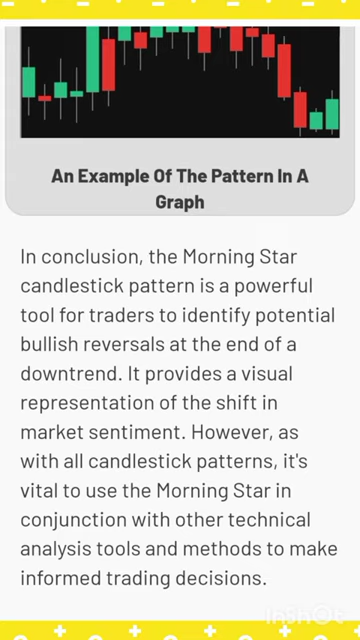 An Example Of The Pattern In A
Graph
In conclusion, the Morning Star
candlestick pattern is a powerful
tool for traders to identify potential
bullish reversals at the end of a
downtrend. It provides a visual
representation of the shift in
market sentiment. However, as
with all candlestick patterns, it's
vital to use the Morning Star in
conjunction with other technical
analysis tools and methods to make
informed trading decisions.